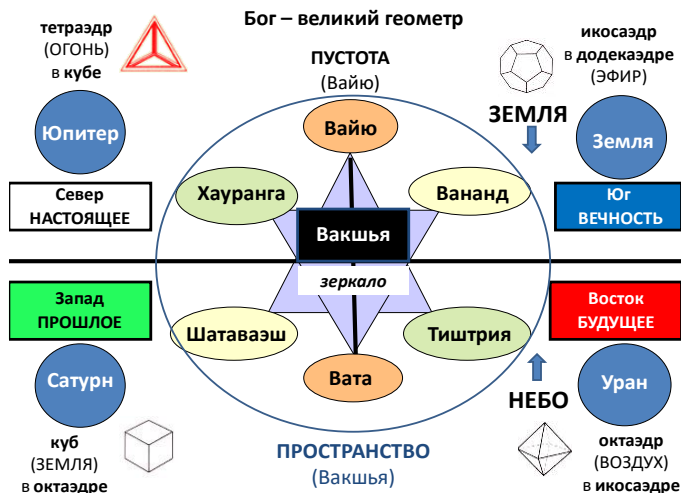 Бог – великий геометр
тетраэдр
(ОГОНЬ)
в кубе
ПУСТОТА
(Вайю)
икосаэдр
в додекаэдре
(ЭФИР)
Юпитер
Вайю
ЗЕМЛЯ
Земля
Север
НАСТОЯЩЕЕ
Хауранга
Вананд
Юг
ВЕЧНОСТЬ
Вакшья
зеркало
Запад
ПРОШЛОЕ
Шатаваэш
Тиштрия
Восток
БУДУЩЕЕ
Сатурн
Вата
НЕБО
Уран
куб
(ЗЕМЛЯ)
в октаэдре
ПРОСТРАНСТВО
(Вакшья)
октаэдр
(ВОЗДУХ)
в икосаэдре